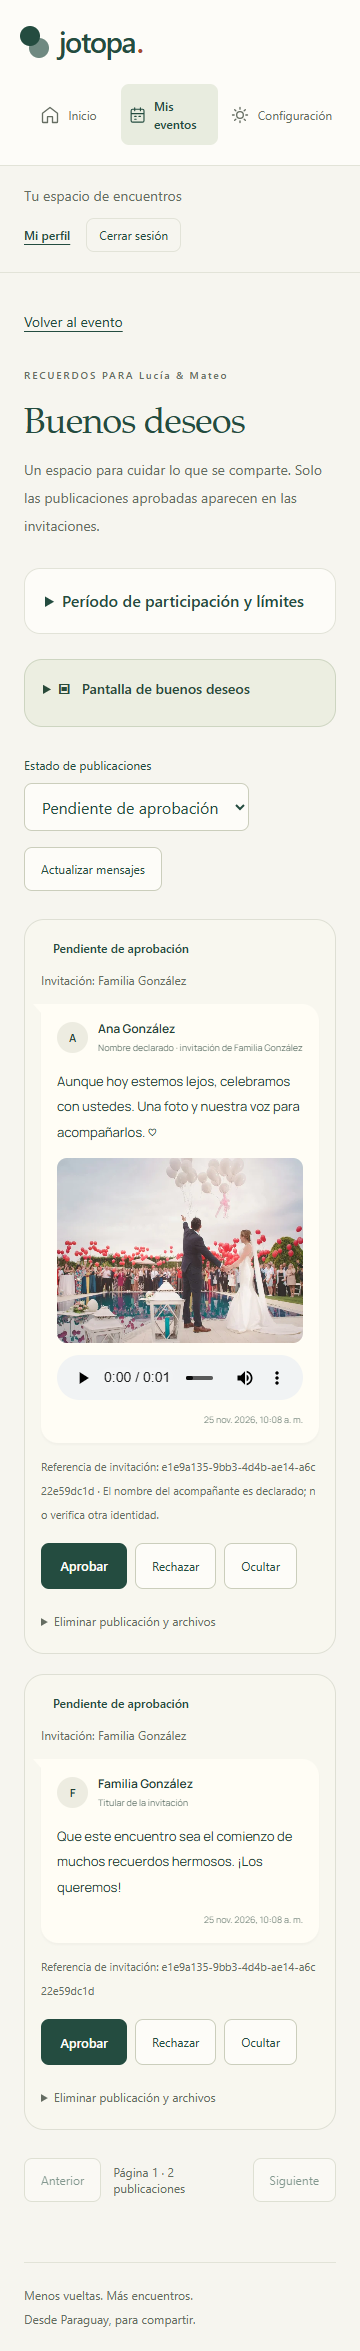 jotopa.
Inicio
Mis
eventos
Configuración
Tu espacio de encuentros
Mi perfil
Cerrar sesión
Volver al evento
RECUERDOS PARA Lucía & Mateo
Buenos deseos
Un espacio para cuidar lo que se comparte. Solo
las publicaciones aprobadas aparecen en las
invitaciones.
Período de participación y límites
Pantalla de buenos deseos
Estado de publicaciones
Pendiente de aprobación
Actualizar mensajes
Pendiente de aprobación
Invitación: Familia González
A
Ana González
Nombre declarado · invitación de Familia González
Aunque hoy estemos lejos, celebramos
con ustedes. Una foto y nuestra voz para
acompañarlos. ♡
0:00 / 0:01
25 nov. 2026, 10:08 a. m.
Referencia de invitación: e1e9a135-9bb3-4d4b-ae14-a6c
22e59dc1d · El nombre del acompañante es declarado; n
o verifica otra identidad.
Aprobar
Rechazar
Ocultar
Eliminar publicación y archivos
Pendiente de aprobación
Invitación: Familia González
F
Familia González
Titular de la invitación
Que este encuentro sea el comienzo de
muchos recuerdos hermosos. ¡Los
queremos!
25 nov. 2026, 10:08 a. m.
Referencia de invitación: e1e9a135-9bb3-4d4b-ae14-a6c
22e59dc1d
Aprobar
Rechazar
Ocultar
Eliminar publicación y archivos
Anterior
Página 1 · 2
publicaciones
Siguiente
Menos vueltas. Más encuentros.
Desde Paraguay, para compartir.